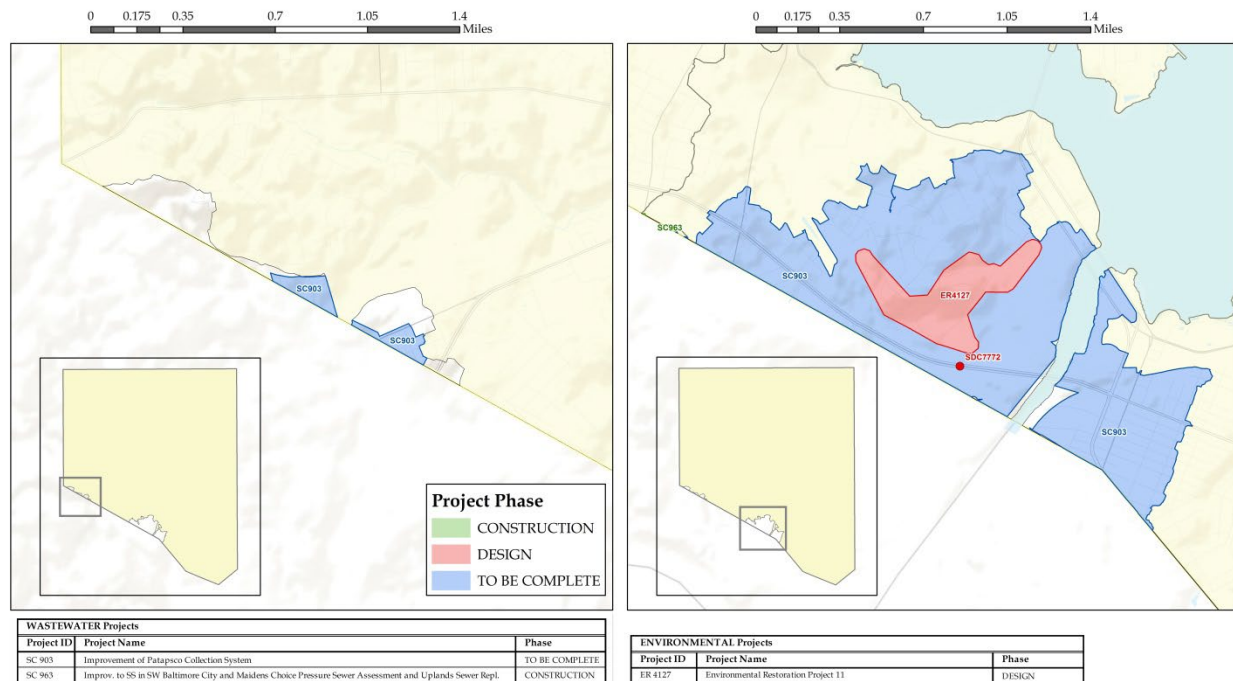 0 0.175 0.35 0.7 1.05 1.4
Miles
0 0.175 0.35 0.7 1.05 1.4
Miles
SC903
SC903
Project Phase
CONSTRUCTION
DESIGN
TO BE COMPLETE
SC963
SC903
ER4127
SDC7772
SC903
WASTEWATER Projects
Project ID Project Name Phase
SC 903 Improvement of Patapsco Collection System TO BE COMPLETE
SC 963 Improv. to SS in SW Baltimore City and Maidens Choice Pressure Sewer Assessment and Uplands Sewer Repl. CONSTRUCTION
ENVIRONMENTAL Projects
Project ID Project Name Phase
ER 4127 Environmental Restoration Project 11 DESIGN